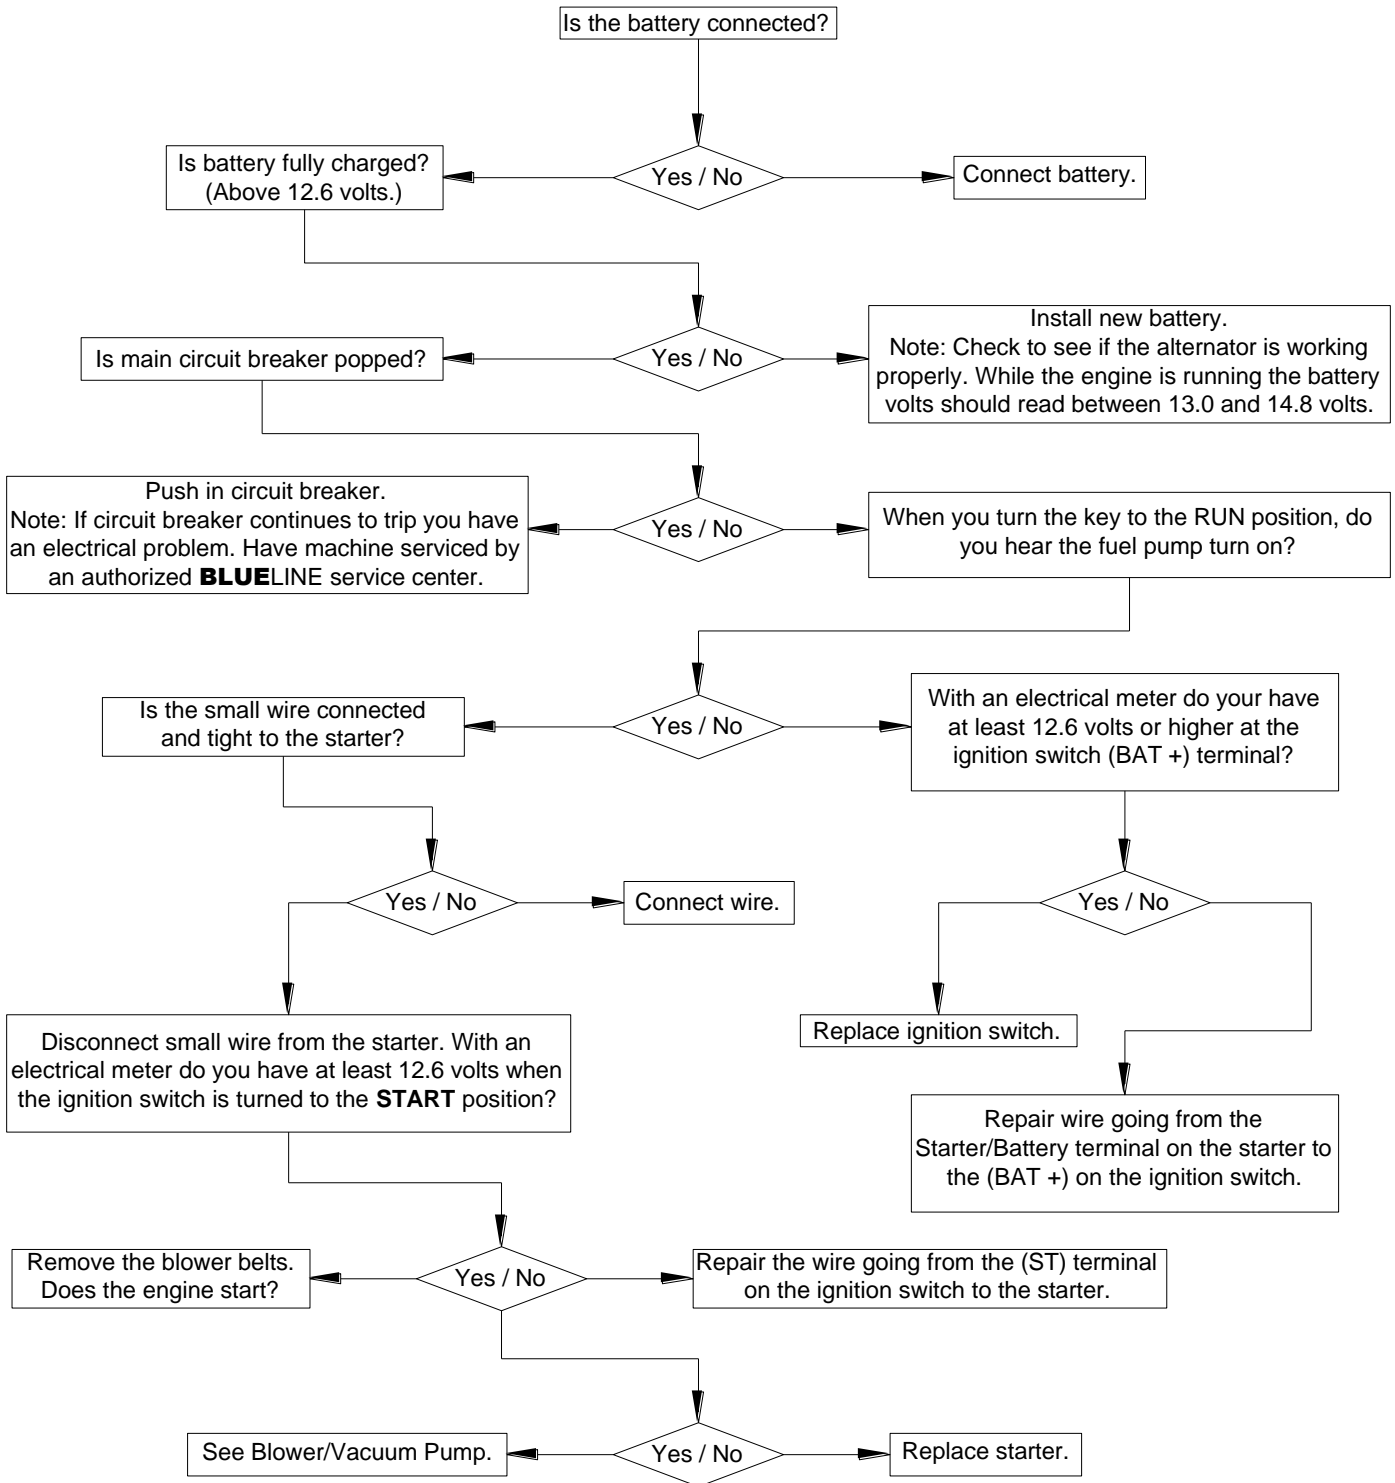 Is the battery connected?
Is battery fully charged?
(Above 12.6 volts.)
Yes / No
Connect battery.
Is main circuit breaker popped?
Yes / No
Install new battery.
Note: Check to see if the alternator is working
properly. While the engine is running the battery
volts should read between 13.0 and 14.8 volts.
Push in circuit breaker.
Note: If circuit breaker continues to trip you have
an electrical problem. Have machine serviced by
an authorized BLUELINE service center.
Yes / No
When you turn the key to the RUN position, do
you hear the fuel pump turn on?
Is the small wire connected
and tight to the starter?
Yes / No
With an electrical meter do your have
at least 12.6 volts or higher at the
ignition switch (BAT +) terminal?
Yes / No
Connect wire.
Yes / No
Replace ignition switch.
Disconnect small wire from the starter. With an
electrical meter do you have at least 12.6 volts when
the ignition switch is turned to the START position?
Repair wire going from the
Starter/Battery terminal on the starter to
the (BAT +) on the ignition switch.
Remove the blower belts.
Does the engine start?
Yes / No
Repair the wire going from the (ST) terminal
on the ignition switch to the starter.
See Blower/Vacuum Pump.
Yes / No
Replace starter.